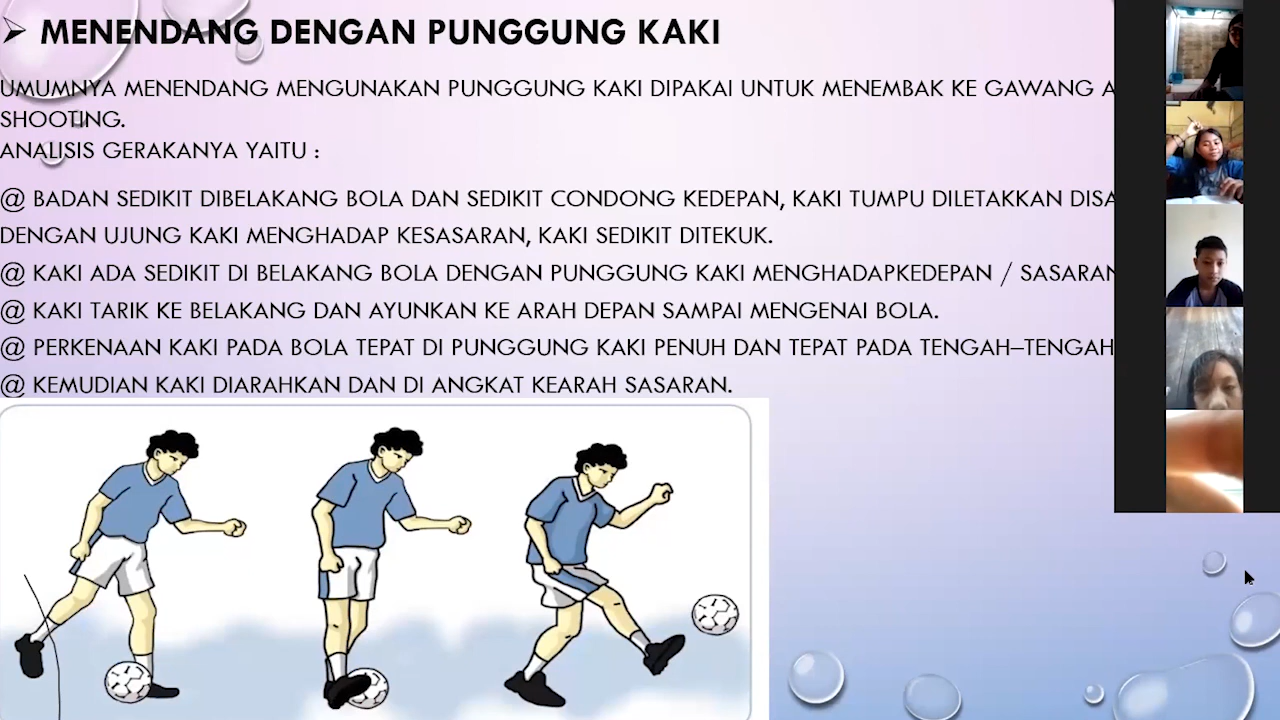 MENENDANG DENGAN PUNGGUNG KAKI
UMUMNYA MENENDANG MENGUNAKAN PUNGGUNG KAKI DIPAKAI UNTUK MENEMBAK KE GAWANG
SHOOTING.
ANALISIS GERAKANYA YAITU :
@ BADAN SEDIKIT DIBELAKANG BOLA DAN SEDIKIT CONDONG KEDEPAN, KAKI TUMPU DILETAKKAN
DENGAN UJUNG KAKI MENGHADAP KESASARAN, KAKI SEDIKIT DITEKUK.
@ KAKI ADA SEDIKIT DI BELAKANG BOLA DENGAN PUNGGUNG KAKI MENGHADAPKEDEPAN / SASARAN
@ KAKI TARIK KE BELAKANG DAN AYUNKAN KE ARAH DEPAN SAMPAI MENGENAI BOLA.
@ PERKENAAN KAKI PADA BOLA TEPAT DI PUNGGUNG KAKI PENUH DAN TEPAT PADA TENGAH–TENGAH
@ KEMUDIAN KAKI DIARAHKAN DAN DI ANGKAT KEARAH SASARAN.